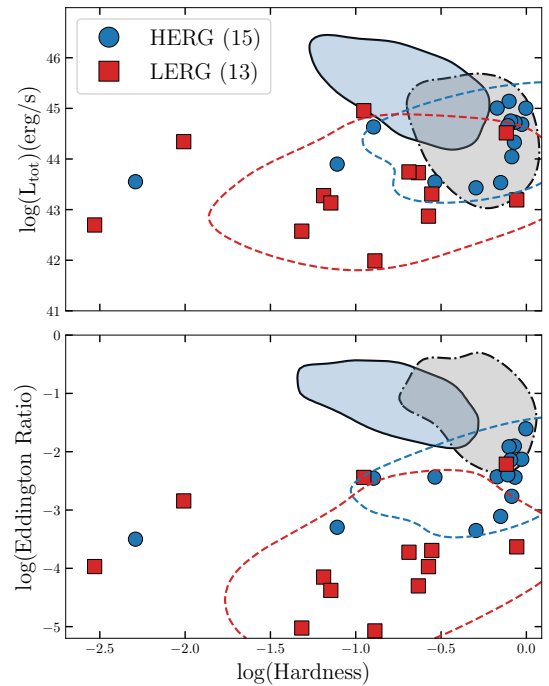 HERG (15)
LERG (13)
46
45
44
43
42
41
log(L_tot)(erg/s)
0
−1
−2
−3
−4
−5
log(Eddington Ratio)
−2.5 −2.0 −1.5 −1.0 −0.5 0.0
log(Hardness)